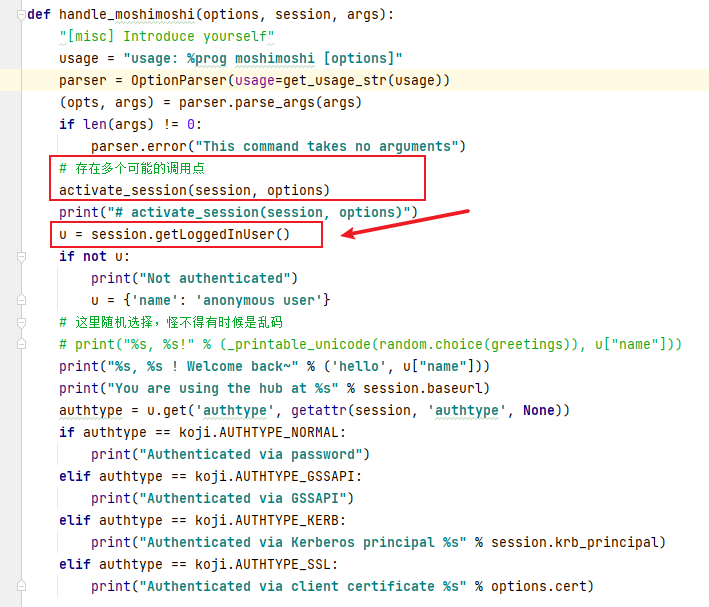 def handle_moshimoshi(options, session, args):
    "[misc] Introduce yourself"
    usage = "usage: %prog moshimoshi [options]"
    parser = OptionParser(usage=get_usage_str(usage))
    (opts, args) = parser.parse_args(args)
    if len(args) != 0:
        parser.error("This command takes no arguments")
    # 存在多个可能的调用点
    activate_session(session, options)
    print("# activate_session(session, options)")
    u = session.getLoggedInUser()
    if not u:
        print("Not authenticated")
        u = {'name': 'anonymous user'}
    # 这里随机选择，怪不得有时候是乱码
    # print("%s, %s!" % (_printable_unicode(random.choice(greetings)), u["name"]))
    print("%s, %s ! Welcome back~" % ('hello', u["name"]))
    print("You are using the hub at %s" % session.baseurl)
    authtype = u.get('authtype', getattr(session, 'authtype', None))
    if authtype == koji.AUTHTYPE_NORMAL:
        print("Authenticated via password")
    elif authtype == koji.AUTHTYPE_GSSAPI:
        print("Authenticated via GSSAPI")
    elif authtype == koji.AUTHTYPE_KERB:
        print("Authenticated via Kerberos principal %s" % session.krb_principal)
    elif authtype == koji.AUTHTYPE_SSL:
        print("Authenticated via client certificate %s" % options.cert)